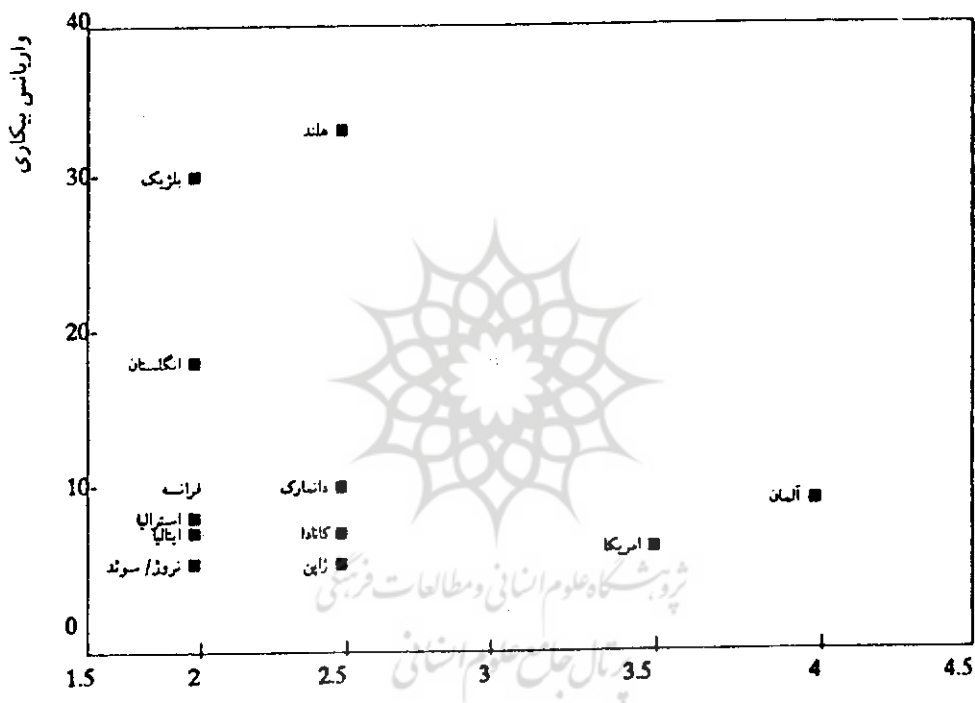 40
واریانس بیکاری
هلند
30
بلژیک
20
انگلستان
10
فرانسه
دانمارک
آلمان
استرالیا
ایتالیا
کانادا
امریکا
نروژ / سوئد
ژاپن
پژوهشگاه علوم انسانی و مطالعات فرهنگی
0
پرتال جامع علوم انسانی
1.5 2 2.5 3 3.5 4 4.5